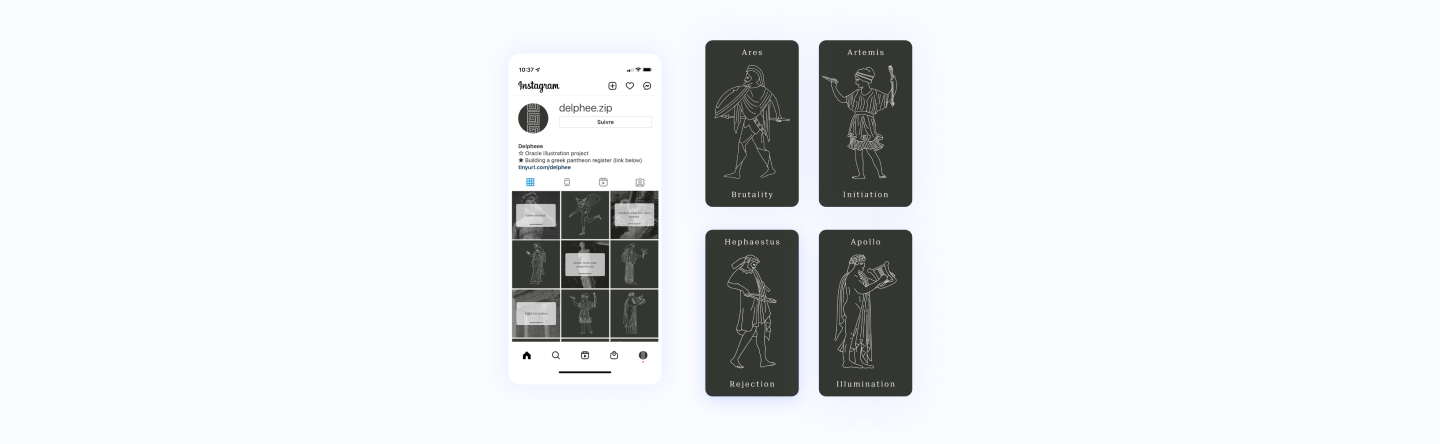 10:37
Instagram
delphee.zip
Suivre
Delpheee
☆ Oracle illustration project
★ Building a greek pantheon register (link below)
tinyurl.com/delphee
Ares
Brutality
Artemis
Initiation
Hephaestus
Rejection
Apollo
Illumination